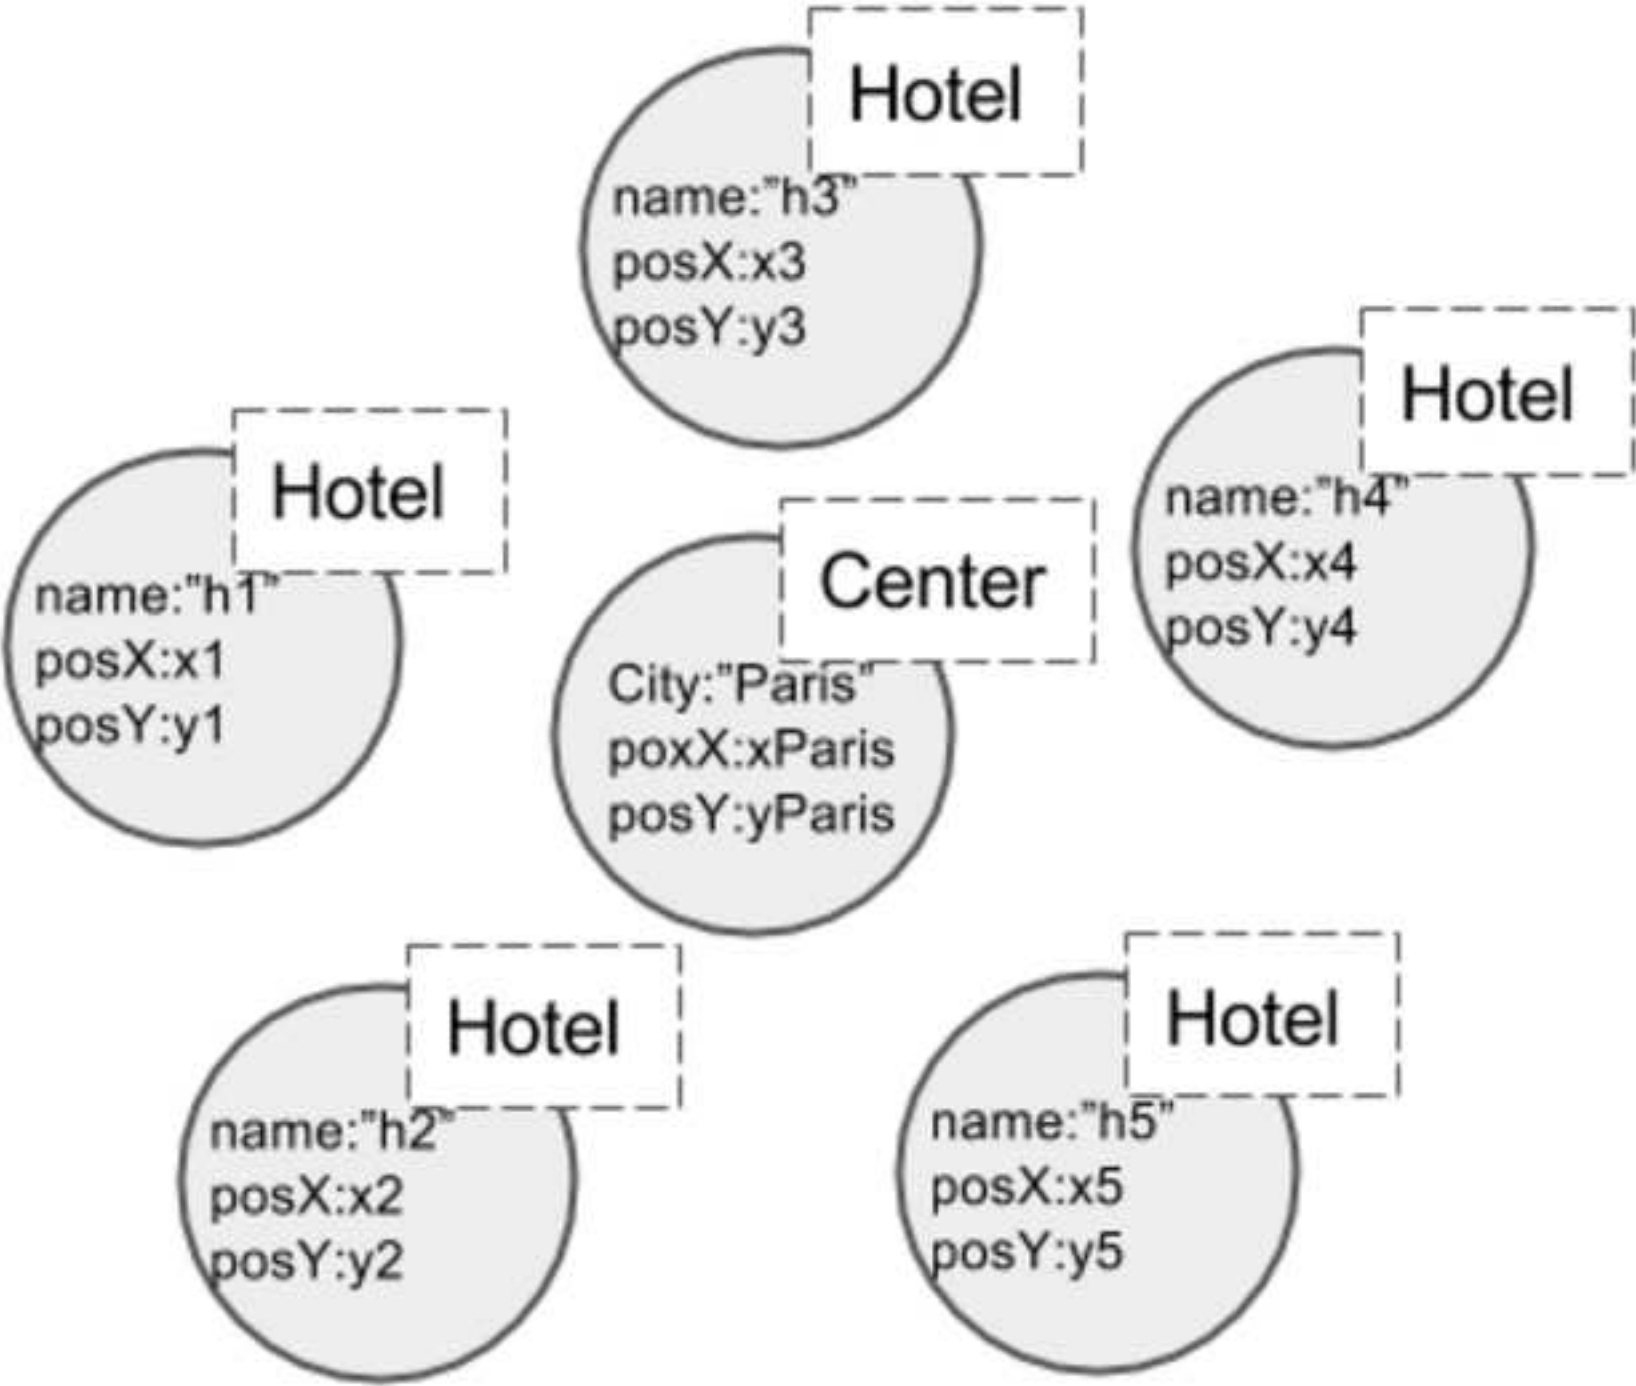 Hotel
name:"h3"
posX:x3
posY:y3
Hotel
name:"h4"
posX:x4
posY:y4
Hotel
name:"h1"
posX:x1
posY:y1
Center
City:"Paris"
poxX:xParis
posY:yParis
Hotel
name:"h2"
posX:x2
posY:y2
Hotel
name:"h5"
posX:x5
posY:y5